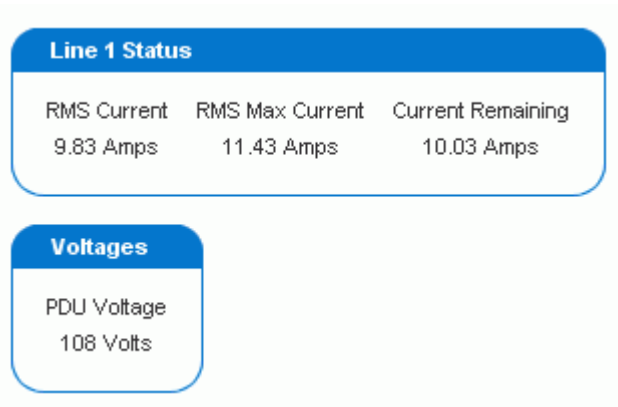 Line 1 Status
RMS Current RMS Max Current Current Remaining
9.83 Amps 11.43 Amps 10.03 Amps
Voltages
PDU Voltage
108 Volts